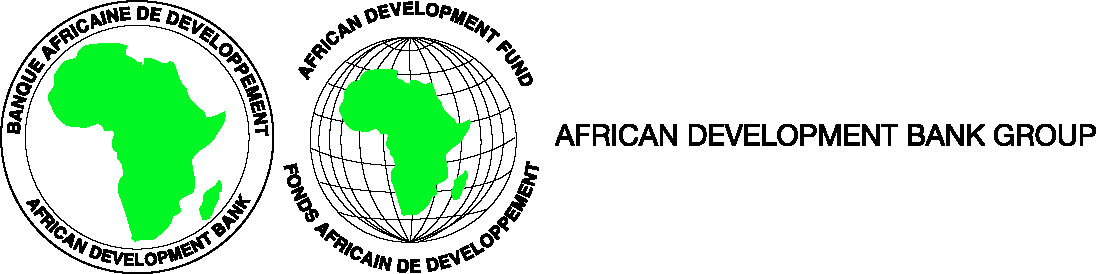 BANQUE AFRICAINE DE DEVELOPPEMENT
AFRICAN DEVELOPMENT BANK
AFRICAN DEVELOPMENT FUND
FONDS AFRICAIN DE DEVELOPPEMENT
AFRICAN DEVELOPMENT BANK GROUP